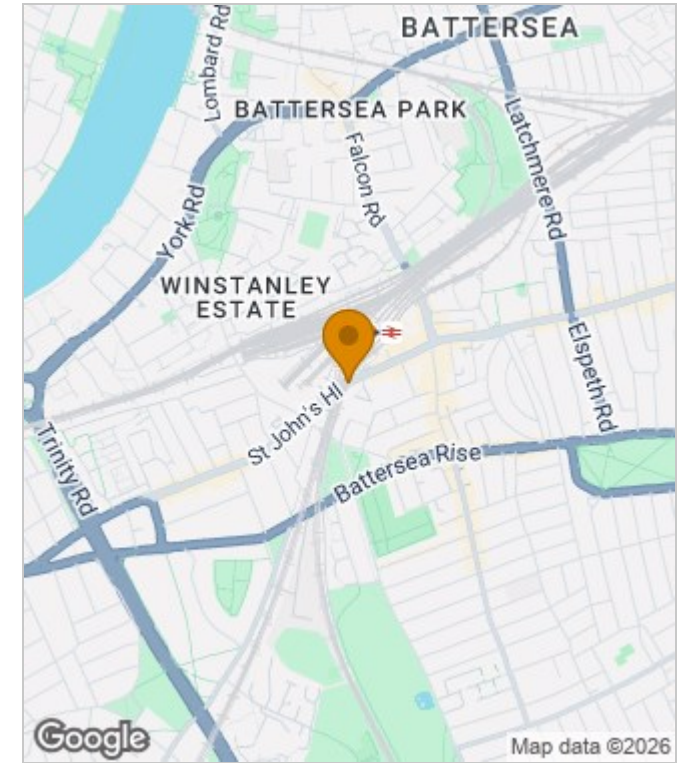 BATTERSEA
Lombard Rd
BATTERSEA PARK
Latchmere Rd
Falcon Rd
York Rd
WINSTANLEY
ESTATE
Elspeth Rd
St John's Hl
Trinity Rd
Battersea Rise
Google
Map data ©2026